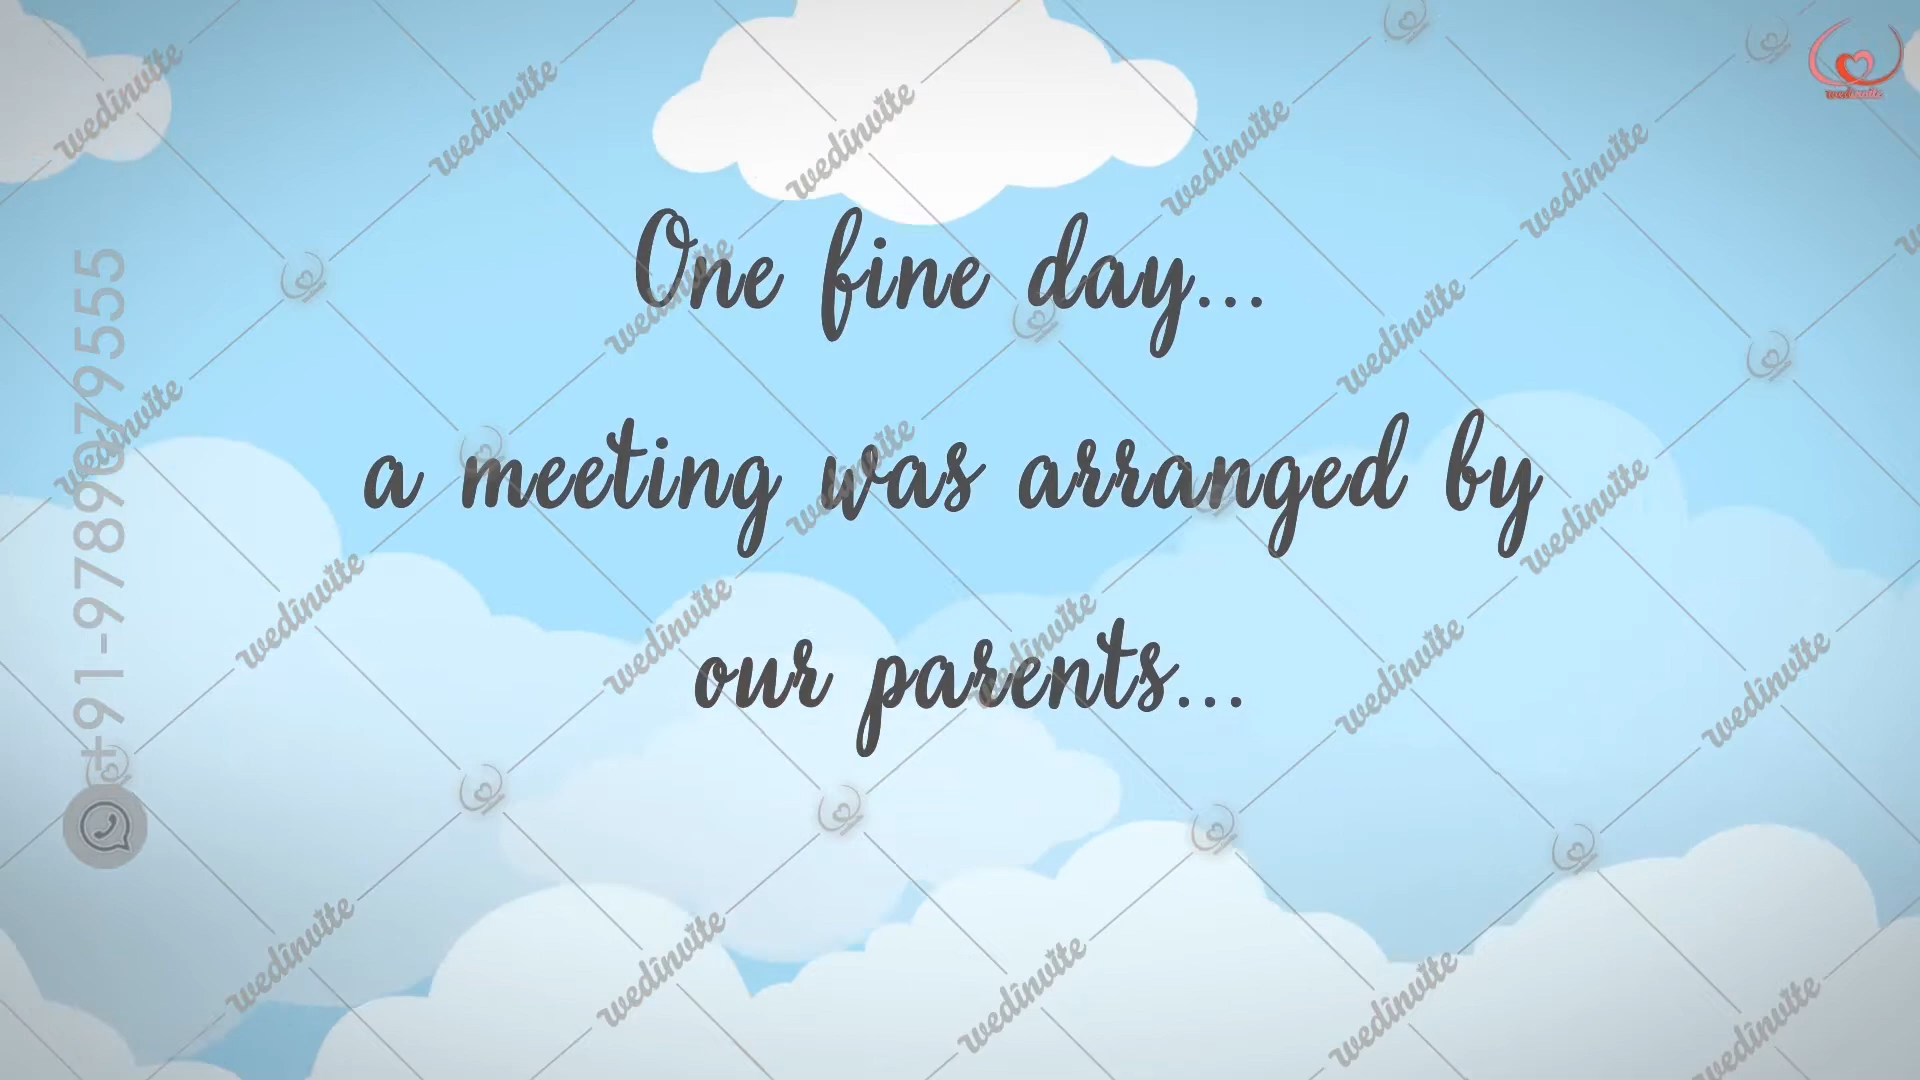 One fine day...
a meeting was arranged by
our parents...
+91-9789079555
wedinvite